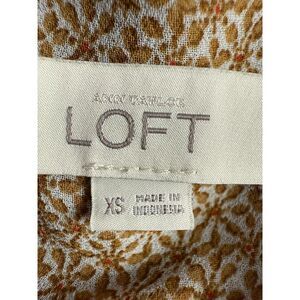 ANN TAYLOR
LOFT
XS MADE IN
INDONESIA